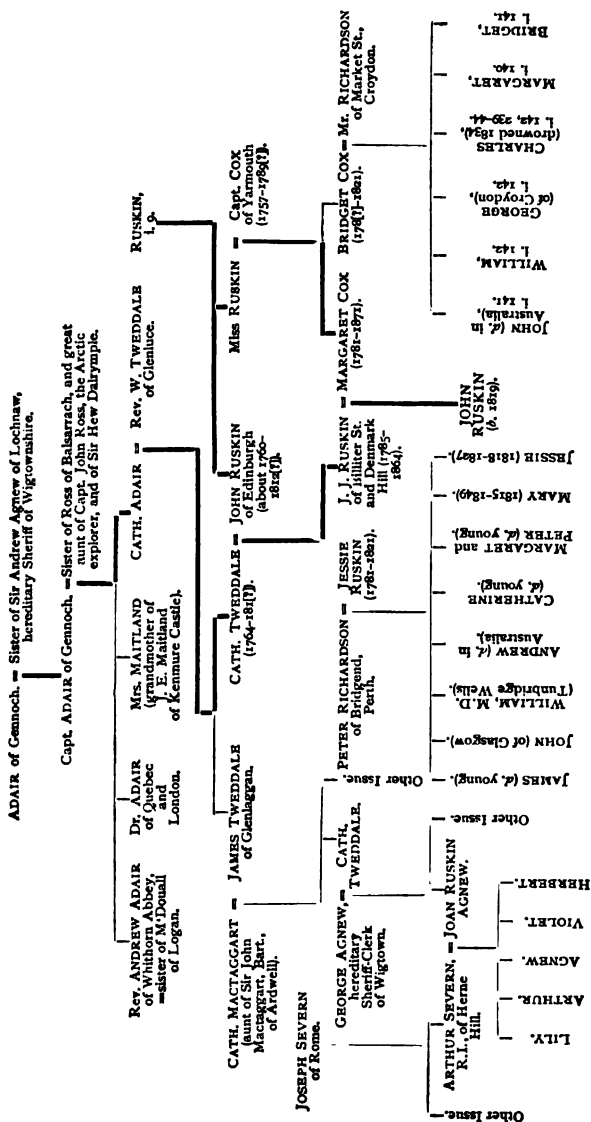 ADAIR of Gennoch. = Sister of Sir Andrew Agnew of Lochnaw,
hereditary Sheriff of Wigtownshire.
Capt. ADAIR of Gennoch. = Sister of Ross of Balsarrach, and great
aunt of Capt. John Ross, the Arctic
explorer, and of Sir Hew Dalrymple.
Rev. ANDREW ADAIR
of Whithorn Abbey,
=sister of M'Douall
of Logan.
Dr. ADAIR
of Quebec
and
London.
Mrs. MAITLAND
(grandmother of
J. E. Maitland
of Kenmure Castle).
CATH. ADAIR = Rev. W. TWEDDALE
of Glenluce.
RUSKIN,
i. 9.
CATH. MACTAGGART = JAMES TWEDDALE
(aunt of Sir John
Mactaggart, Bart.,
of Ardwell).
of Glenlaggan.
CATH. TWEDDALE = JOHN RUSKIN
(1764-181[?]).
of Edinburgh
(about 1760-
1812[?]).
Miss RUSKIN = Capt. COX
of Yarmouth
(1757-1789[?]).
JOSEPH SEVERN
of Rome.
GEORGE AGNEW, = CATH.
hereditary
Sheriff-Clerk
of Wigtown.
TWEDDALE.
Other Issue.
PETER RICHARDSON = JESSIE
of Bridgend,
Perth.
RUSKIN
(1781-1821).
J. J. RUSKIN = MARGARET COX
of Billiter St.
and Denmark
Hill (1785-
1864).
(1781-1871).
BRIDGET COX = Mr. RICHARDSON
(178[?]-1821).
of Market St.,
Croydon.
Other Issue.
ARTHUR SEVERN, = JOAN RUSKIN
R.I., of Herne
Hill.
AGNEW.
Other Issue.
JAMES (d. young).
JOHN (of Glasgow)
WILLIAM, M.D.
(Tunbridge Wells).
ANDREW (d. in
Australia),
CATHERINE
(d. young).
MARGARET and
PETER (d. young).
MARY (1815-1849).
JESSIE (1818-1827).
JOHN
RUSKIN
(b. 1819).
JOHN (d. in
Australia),
i. 141.
WILLIAM,
i. 142.
GEORGE
(of Croydon),
i. 142.
CHARLES
(drowned 1834),
i. 142, 239-44.
MARGARET,
i. 140.
BRIDGET,
i. 141.
LILY.
ARTHUR.
AGNEW.
VIOLET.
HERBERT.